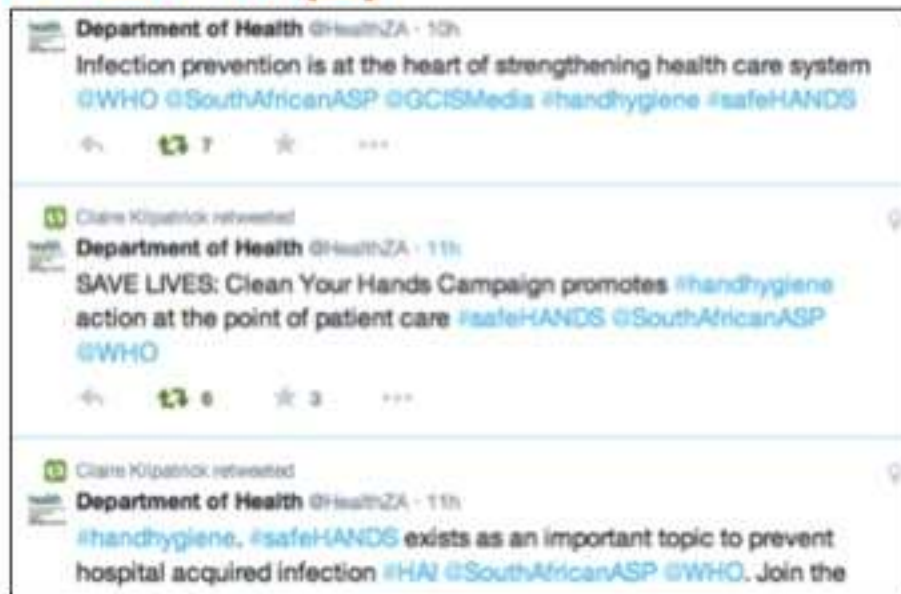 Department of Health @HealthZA · 10h
Infection prevention is at the heart of strengthening health care system
@WHO @SouthAfricanASP @GCISMedia #handhygiene #safeHANDS
7
Claire Kilpatrick retweeted
Department of Health @HealthZA · 11h
SAVE LIVES: Clean Your Hands Campaign promotes #handhygiene
action at the point of patient care #safeHANDS @SouthAfricanASP
@WHO
6 3
Claire Kilpatrick retweeted
Department of Health @HealthZA · 11h
#handhygiene. #safeHANDS exists as an important topic to prevent
hospital acquired infection #HAI @SouthAfricanASP @WHO. Join the